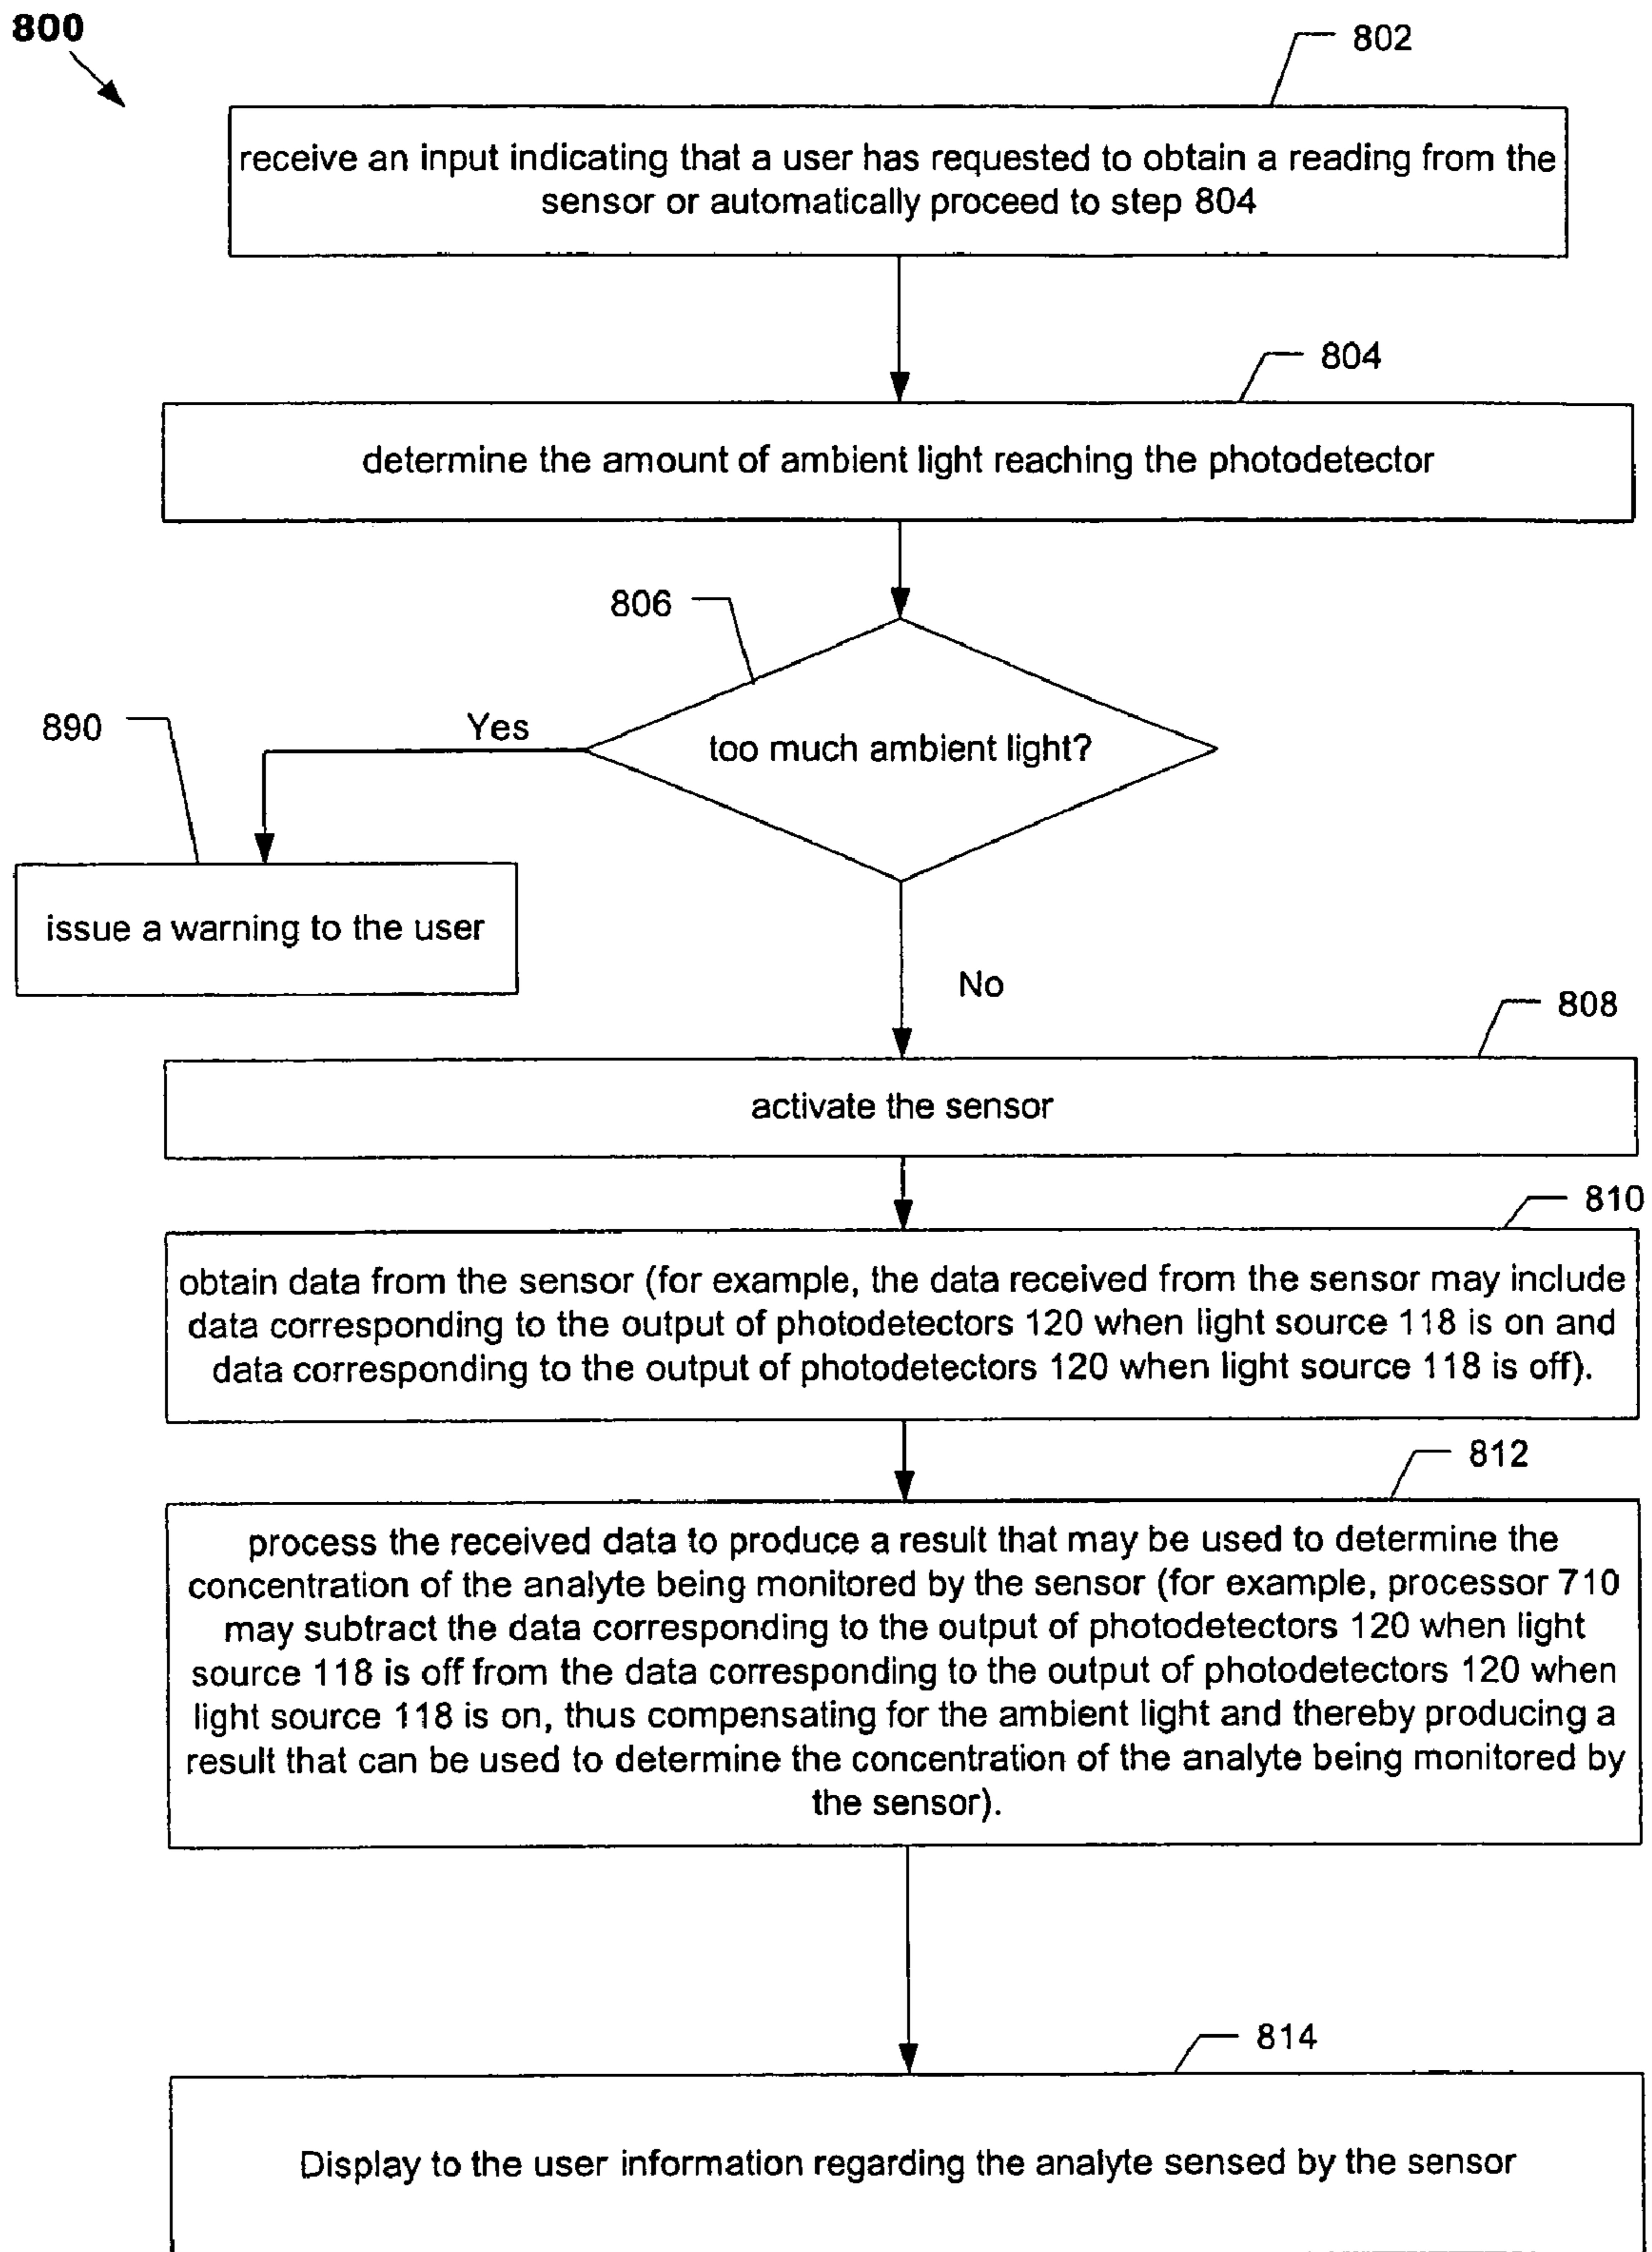 800
802
receive an input indicating that a user has requested to obtain a reading from the
sensor or automatically proceed to step 804
804
determine the amount of ambient light reaching the photodetector
806
too much ambient light?
890
Yes
issue a warning to the user
No
808
activate the sensor
810
obtain data from the sensor (for example, the data received from the sensor may include
data corresponding to the output of photodetectors 120 when light source 118 is on and
data corresponding to the output of photodetectors 120 when light source 118 is off).
812
process the received data to produce a result that may be used to determine the
concentration of the analyte being monitored by the sensor (for example, processor 710
may subtract the data corresponding to the output of photodetectors 120 when light
source 118 is off from the data corresponding to the output of photodetectors 120 when
light source 118 is on, thus compensating for the ambient light and thereby producing a
result that can be used to determine the concentration of the analyte being monitored by
the sensor).
814
Display to the user information regarding the analyte sensed by the sensor